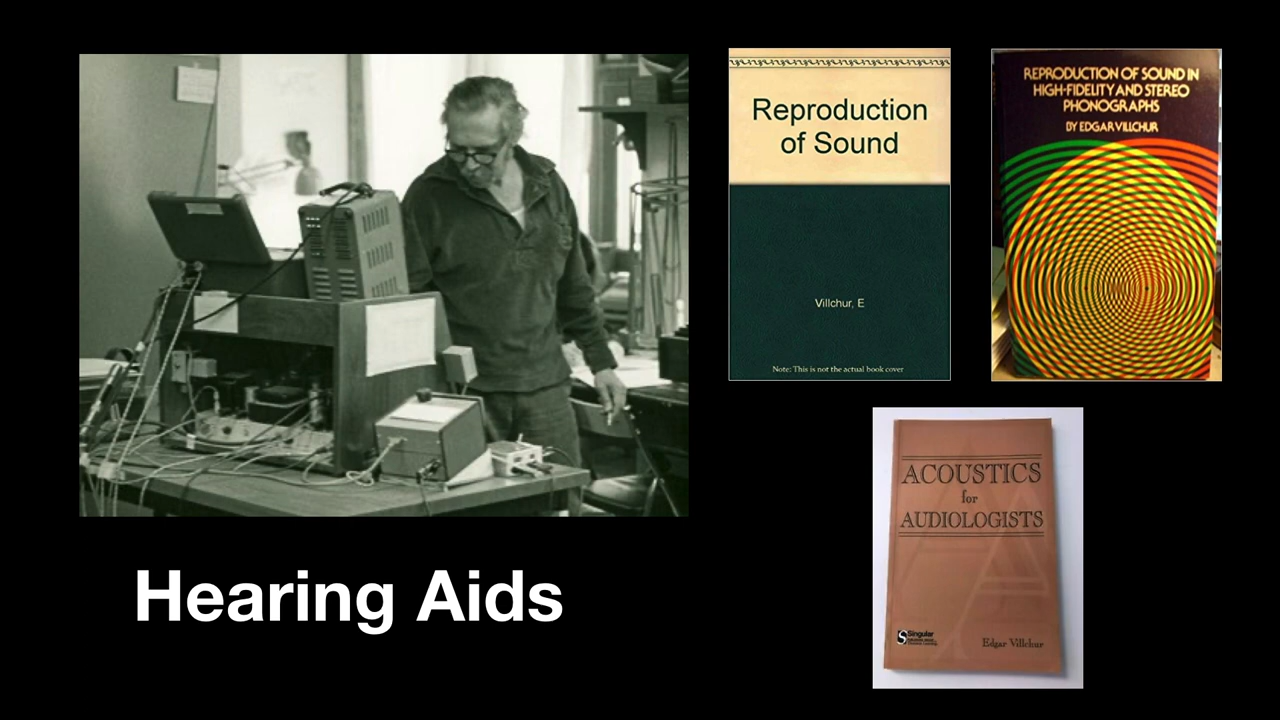 Reproduction
of Sound
Villchur, E
Note: This is not the actual book cover
REPRODUCTION OF SOUND IN
HIGH-FIDELITY AND STEREO
PHONOGRAPHS
BY EDGAR VILLCHUR
ACOUSTICS
for
AUDIOLOGISTS
Singular
Edgar Villchur
Hearing Aids